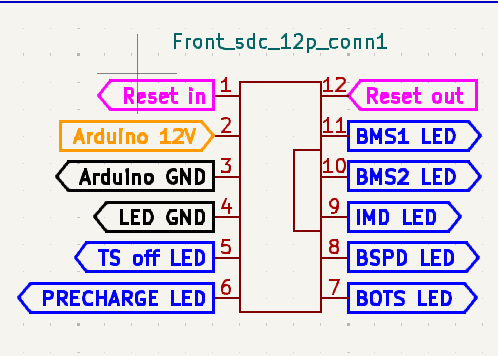 Front_sdc_12p_conn1
Reset in 1 12 Reset out
Arduino 12V 2 11 BMS1 LED
Arduino GND 3 10 BMS2 LED
LED GND 4 9 IMD LED
TS off LED 5 8 BSPD LED
PRECHARGE LED 6 7 BOTS LED